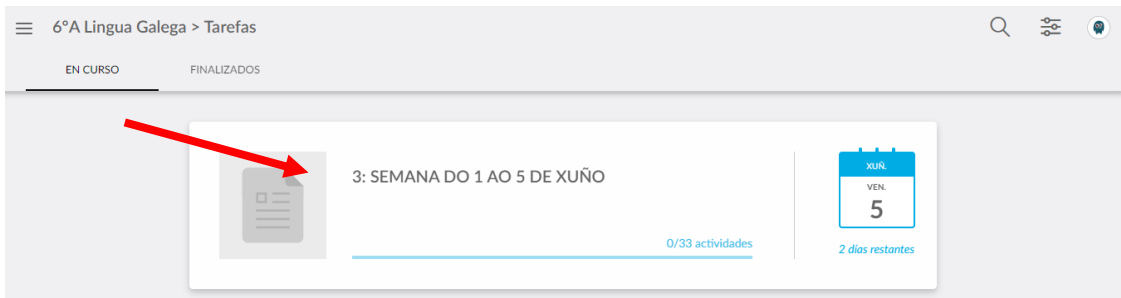 6ºA Lingua Galega > Tarefas
EN CURSO
FINALIZADOS
3: SEMANA DO 1 AO 5 DE XUÑO
0/33 actividades
XUÑ.
VEN.
5
2 días restantes